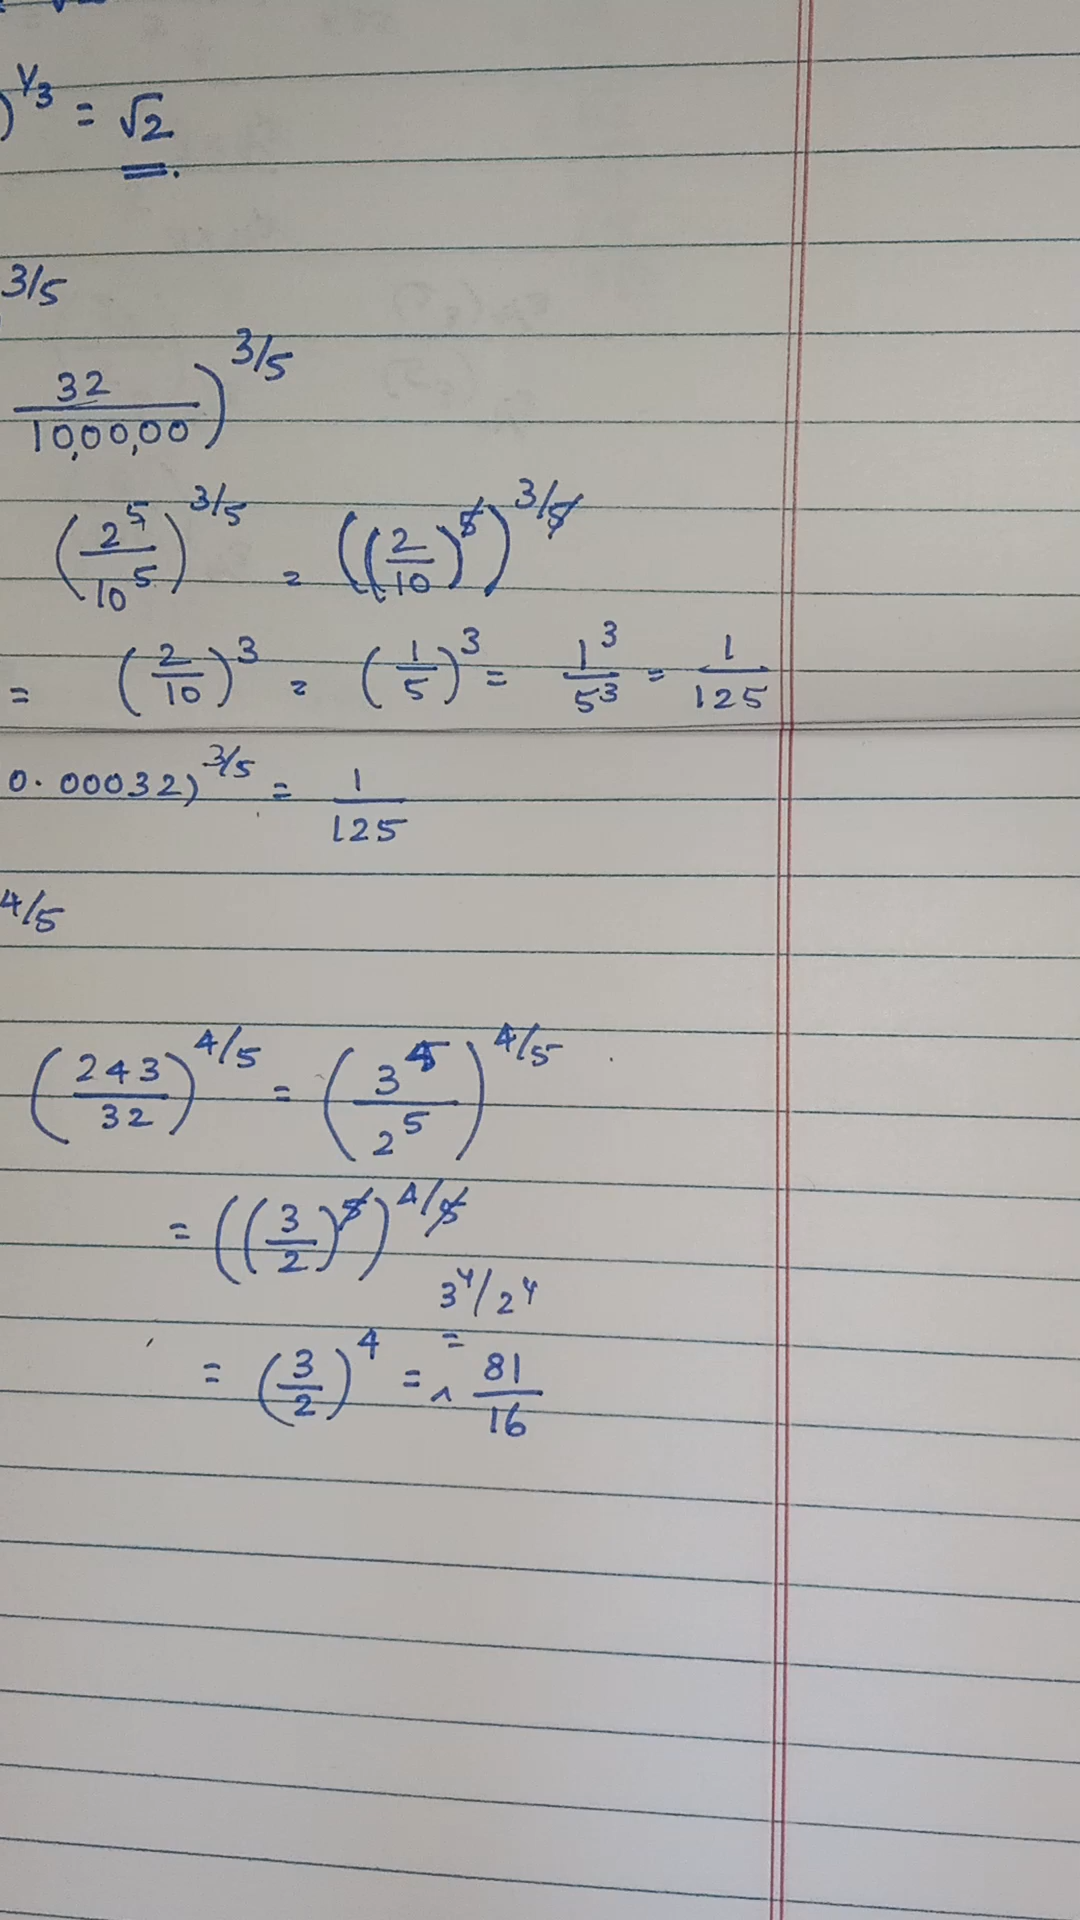 )^1/3 = √2.
3/5
32/10,00,00)^3/5
(2^5/10^5)^3/5 = ((2/10)^5)^3/5
= (2/10)^3 = (1/5)^3 = 1^3/5^3 = 1/125
0.00032)^3/5 = 1/125
4/5
(243/32)^4/5 = (3^5/2^5)^4/5
= ((3/2)^5)^4/5
3^4/2^4
= (3/2)^4 = = 81/16